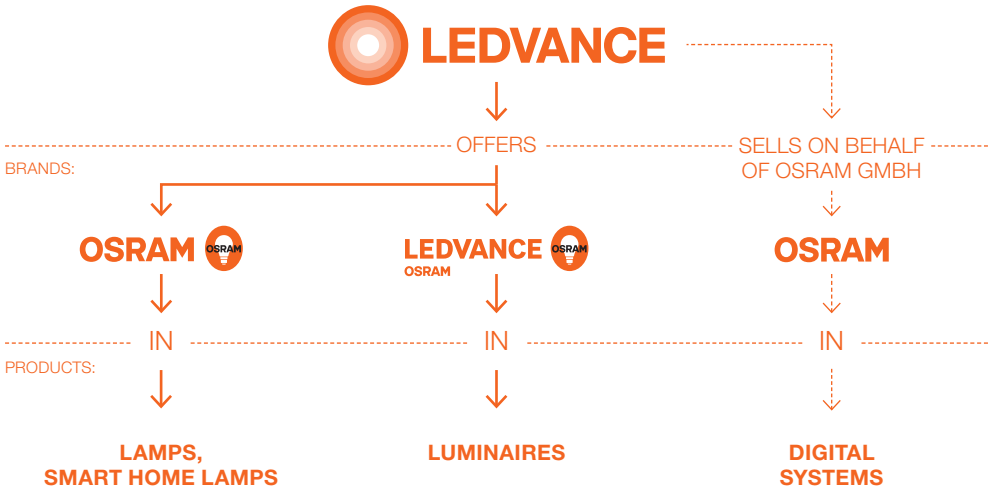 LEDVANCE
OFFERS
SELLS ON BEHALF
OF OSRAM GMBH
BRANDS:
OSRAM OSRAM
LEDVANCE OSRAM
OSRAM
OSRAM
IN IN IN
PRODUCTS:
LAMPS,
SMART HOME LAMPS
LUMINAIRES
DIGITAL
SYSTEMS